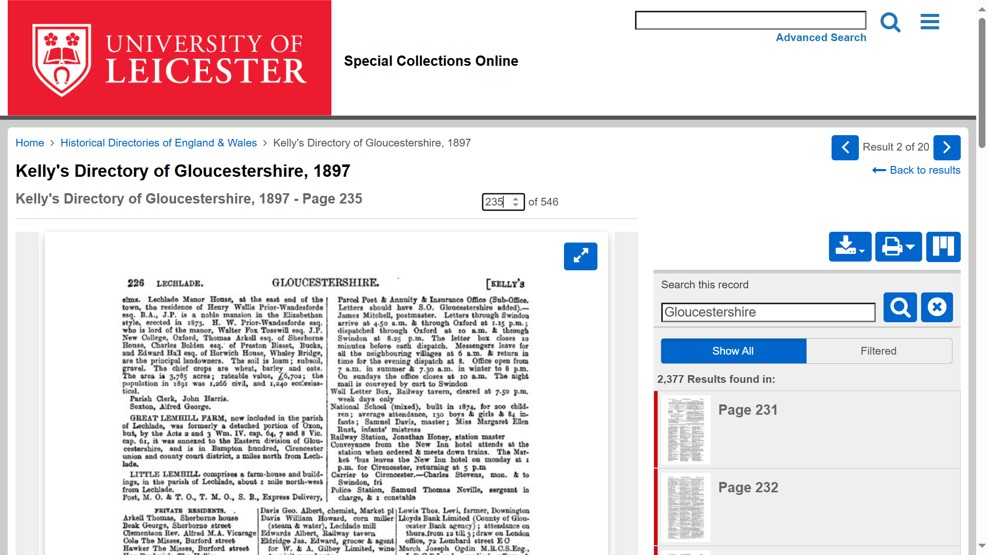 UNIVERSITY OF
LEICESTER
Special Collections Online
Advanced Search
Home > Historical Directories of England & Wales > Kelly's Directory of Gloucestershire, 1897
Result 2 of 20
Kelly's Directory of Gloucestershire, 1897
Back to results
Kelly's Directory of Gloucestershire, 1897 - Page 235
235 of 546
Search this record
Gloucestershire
Show All
Filtered
2,377 Results found in:
Page 231
Page 232
226 LECHLADE. GLOUCESTERSHIRE. [KELLY'S
elms. Lechlade Manor House, at the east end of the
town, the residence of Henry Wallis Prior-Wandesforde
esq. B.A., J.P. is a noble mansion in the Elizabethan
style, erected in 1873. H. W. Prior-Wandesforde esq.
who is lord of the manor, Walter Fox Tosswill esq. J.P.
New College, Oxford, Thomas Arkell esq. of Sherborne
House, Charles Bolden esq. of Preston Bisset, Bucks,
and Edward Hall esq. of Horwich House, Whaley Bridge,
are the principal landowners. The soil is loam; subsoil,
gravel. The chief crops are wheat, barley and oats.
The area is 3,785 acres; rateable value, £6,702; the
population in 1891 was 1,266 civil, and 1,240 ecclesias-
tical.
Parish Clerk, John Harris.
Sexton, Alfred George.
GREAT LEMHILL FARM, now included in the parish
of Lechlade, was formerly a detached portion of Oxon,
but, by the Acts 2 and 3 Wm. IV. cap. 64, 7 and 8 Vic.
cap. 61, it was annexed to the Eastern division of Glou-
cestershire, and is in Bampton hundred, Cirencester
union and county court district, 2 miles north from Lech-
lade.
LITTLE LEMHILL comprises a farm-house and build-
ings, in the parish of Lechlade, about 1 mile north-west
from Lechlade.
Post, M. O. & T. O., T. M. O., S. B., Express Delivery,
Parcel Post & Annuity & Insurance Office (Sub-Office.
Letters should have S.O. Gloucestershire added).—
James Mitchell, postmaster. Letters through Swindon
arrive at 4.50 a.m. & through Oxford at 1.15 p.m.;
dispatched through Oxford at 10 a.m. & through
Swindon at 8.25 p.m. The letter box closes 10
minutes before each dispatch. Messengers leave for
all the neighbouring villages at 6 a.m. & return in
time for the evening dispatch at 8. Office open from
7 a.m. in summer & 7.30 a.m. in winter to 8 p.m.
On sundays the office closes at 10 a.m. The night
mail is conveyed by cart to Swindon
Wall Letter Box, Railway tavern, cleared at 7.50 p.m.
week days only
National School (mixed), built in 1874, for 200 child-
ren; average attendance, 130 boys & girls & 84 in-
fants; Samuel Davis, master; Miss Margaret Ellen
Rust, infants' mistress
Railway Station, Jonathan Honey, station master
Conveyance from the New Inn hotel attends at the
station when ordered & meets down trains. The Mar-
ket 'bus leaves the New Inn hotel on monday at 1
p.m. for Cirencester, returning at 5 p.m
Carrier to Cirencester.—Charles Stevens, mon. & to
Swindon, fri
Police Station, Samuel Thomas Neville, sergeant in
charge, & 1 constable
PRIVATE RESIDENTS.
Arkell Thomas, Sherborne house
Beak George, Sherborne street
Clementson Rev. Alfred M.A. Vicarage
Cole The Misses, Burford street
Hawker The Misses, Burford street
Davis Geo. Albert, chemist, Market pl
Davis William Howard, corn miller
(steam & water), Lechlade mill
Edwards Albert, Railway tavern
Eldridge Jas. Edward, grocer & agent
for W. & A. Gilbey Limited, wine
Lewis Thos. Levi, farmer, Downington
Lloyds Bank Limited (County of Glou-
cester Bank agency); attendance on
thurs. from 12 till 3; draw on London
office, 72 Lombard street E C
March Joseph Ogdin M.R.C.S.Eng.,